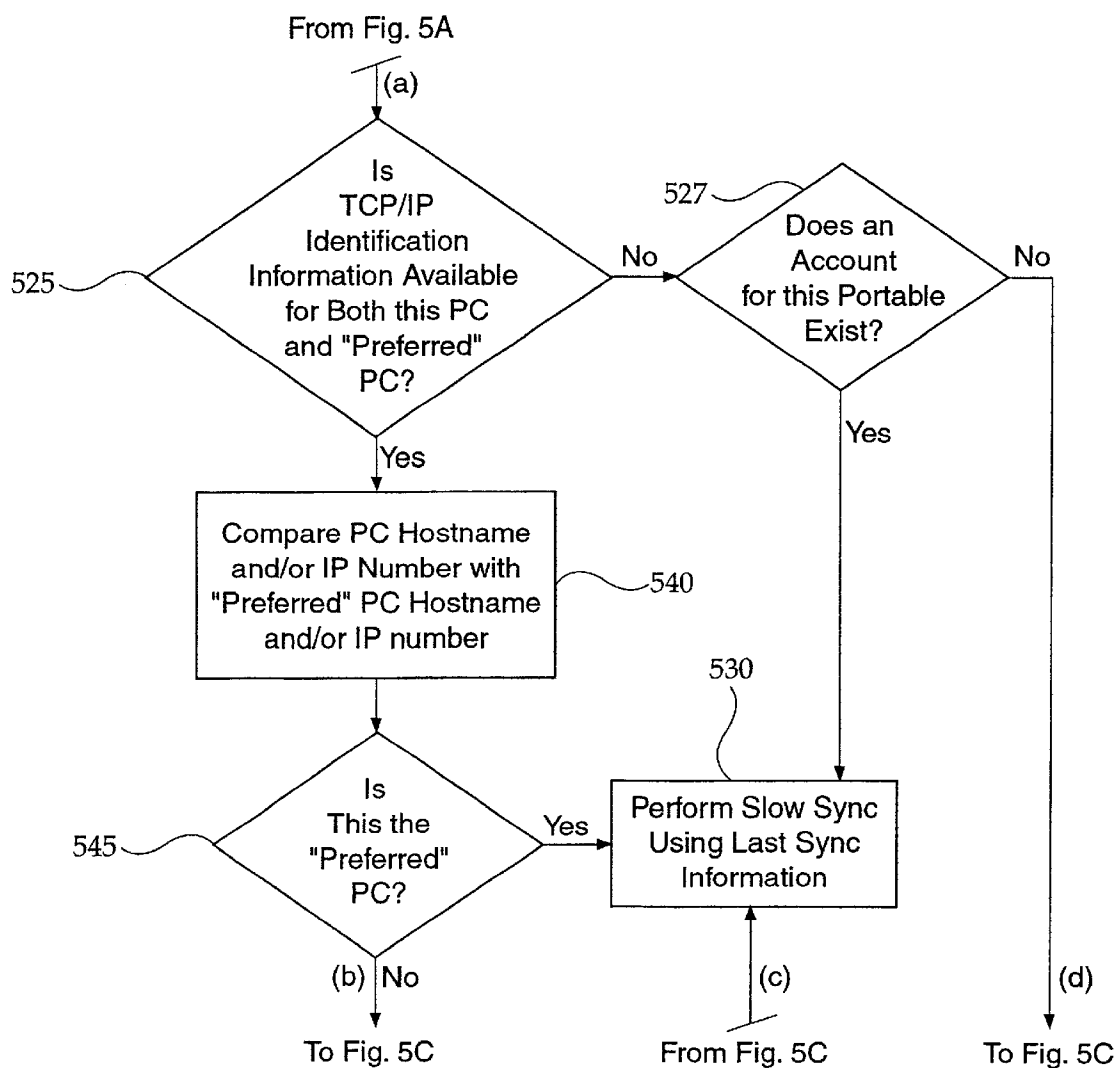 From Fig. 5A
(a)
Is
TCP/IP
Identification
Information Available
for Both this PC
and "Preferred"
PC?
525
No
527
Does an
Account
for this Portable
Exist?
No
Yes
Yes
Compare PC Hostname
and/or IP Number with
"Preferred" PC Hostname
and/or IP number
540
530
Is
This the
"Preferred"
PC?
545
Yes
Perform Slow Sync
Using Last Sync
Information
(b) No
(c)
(d)
To Fig. 5C
From Fig. 5C
To Fig. 5C